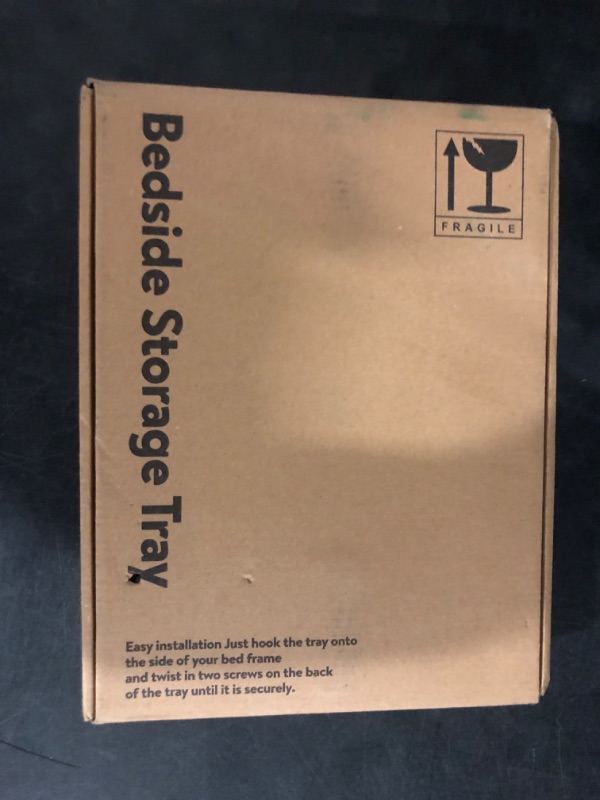 Bedside Storage Tray
FRAGILE
Easy installation Just hook the tray onto
the side of your bed frame
and twist in two screws on the back
of the tray until it is securely.